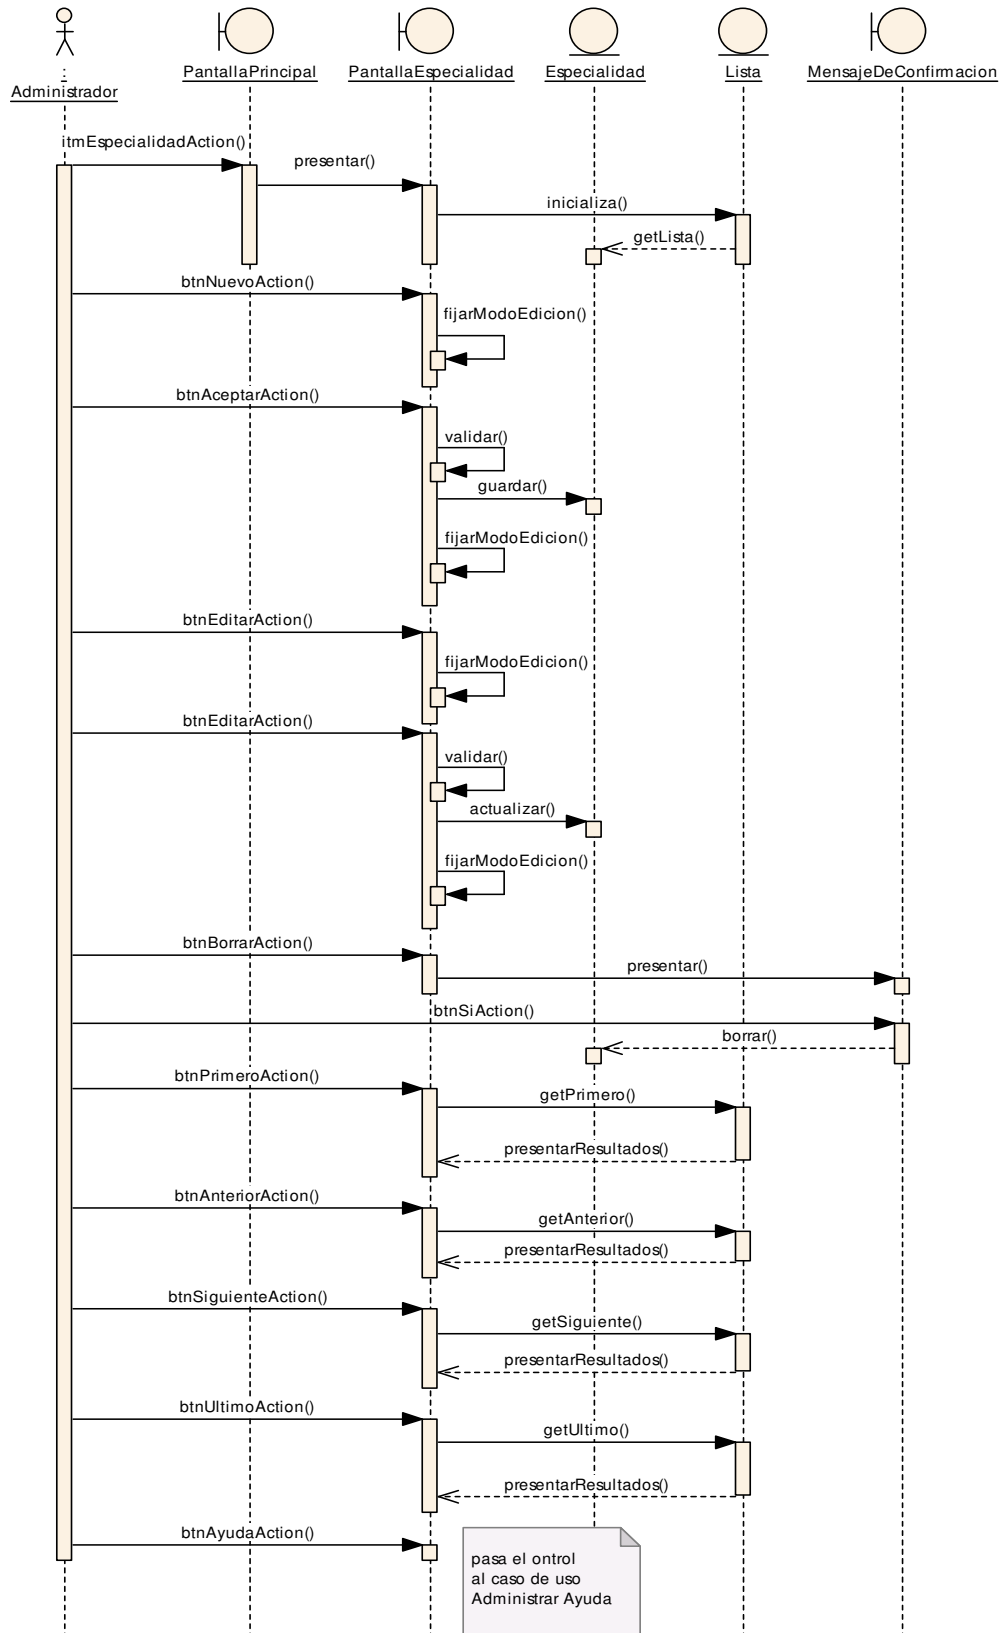 :
Administrador
PantallaPrincipal
PantallaEspecialidad
Especialidad
Lista
MensajeDeConfirmacion
itmEspecialidadAction()
presentar()
inicializa()
getLista()
btnNuevoAction()
fijarModoEdicion()
btnAceptarAction()
validar()
guardar()
fijarModoEdicion()
btnEditarAction()
fijarModoEdicion()
btnEditarAction()
validar()
actualizar()
fijarModoEdicion()
btnBorrarAction()
presentar()
btnSiAction()
borrar()
btnPrimeroAction()
getPrimero()
presentarResultados()
btnAnteriorAction()
getAnterior()
presentarResultados()
btnSiguienteAction()
getSiguiente()
presentarResultados()
btnUltimoAction()
getUltimo()
presentarResultados()
btnAyudaAction()
pasa el ontrol
al caso de uso
Administrar Ayuda